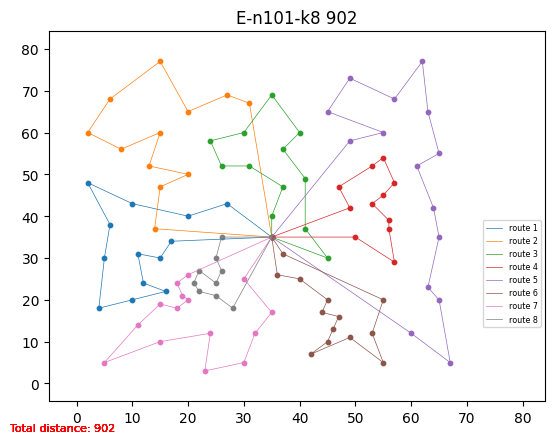 E-n101-k8 902
80
70
60
50
40
30
20
10
0
route 1
route 2
route 3
route 4
route 5
route 6
route 7
route 8
0 10 20 30 40 50 60 70 80
Total distance: 902